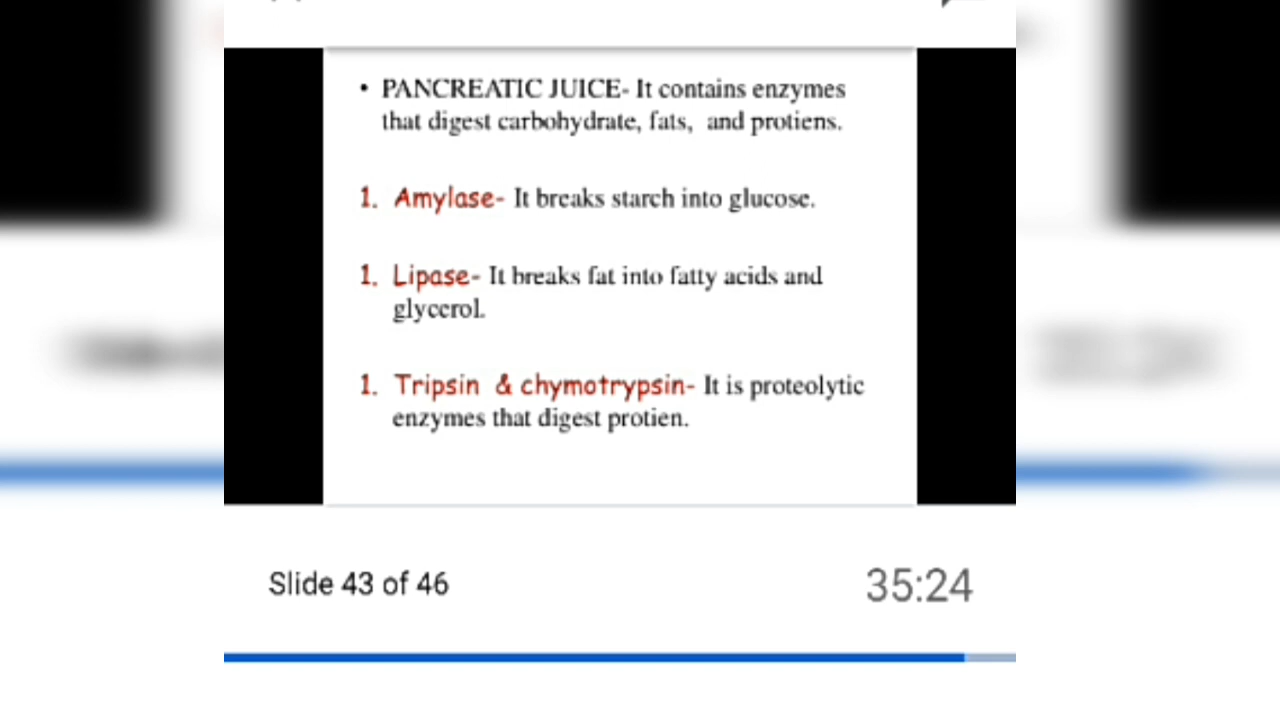 • PANCREATIC JUICE- It contains enzymes
that digest carbohydrate, fats, and protiens.
1. Amylase- It breaks starch into glucose.
1. Lipase- It breaks fat into fatty acids and
glycerol.
1. Tripsin & chymotrypsin- It is proteolytic
enzymes that digest protien.
Slide 43 of 46
35:24